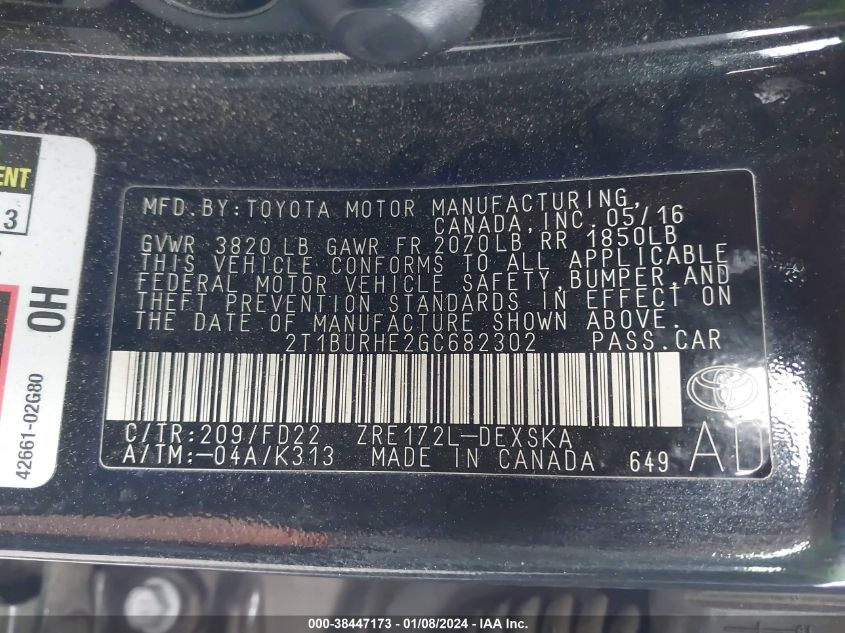 ENT
3
OH
42661-02G80
MFD. BY: TOYOTA MOTOR MANUFACTURING,
CANADA, INC. 05/16
GVWR 3820 LB GAWR FR 2070LB RR 1850LB
THIS VEHICLE CONFORMS TO ALL APPLICABLE
FEDERAL MOTOR VEHICLE SAFETY, BUMPER, AND
THEFT PREVENTION STANDARDS IN EFFECT ON
THE DATE OF MANUFACTURE SHOWN ABOVE.
2T1BURHE2GC682302 PASS. CAR
C/TR: 209/FD22 ZRE172L-DEXSKA
A/TM: -04A/K313 MADE IN CANADA 649
AD
000-38447173 - 01/08/2024 - IAA Inc.